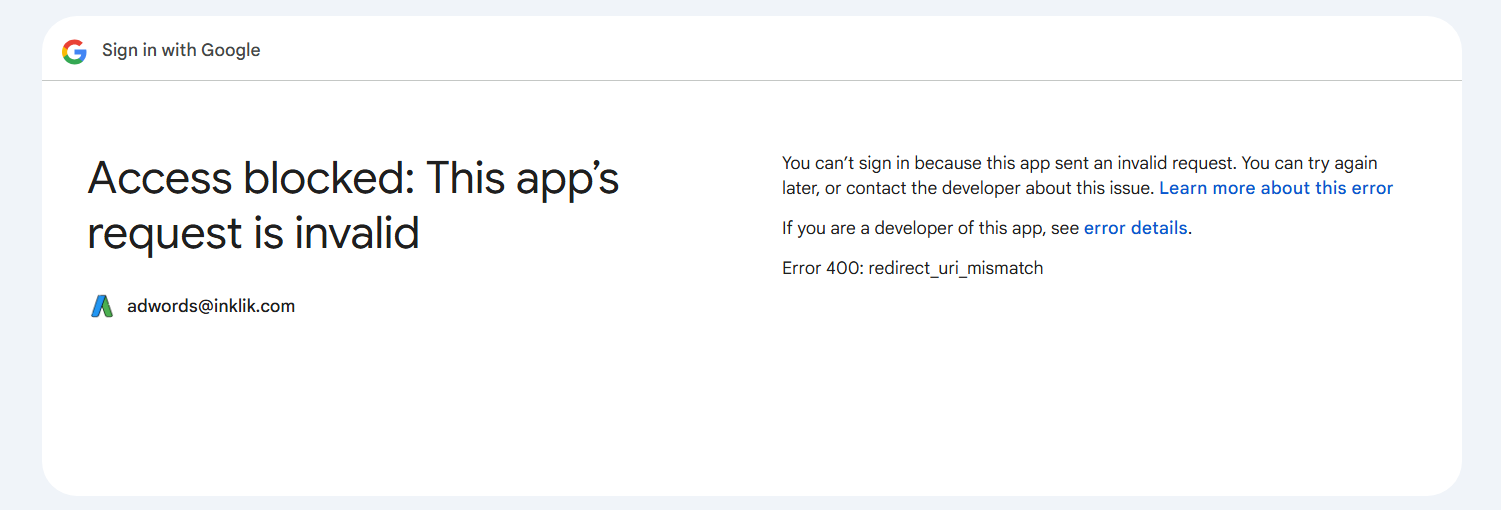 Sign in with Google
Access blocked: This app’s
request is invalid
adwords@inklik.com
You can’t sign in because this app sent an invalid request. You can try again
later, or contact the developer about this issue. Learn more about this error
If you are a developer of this app, see error details.
Error 400: redirect_uri_mismatch